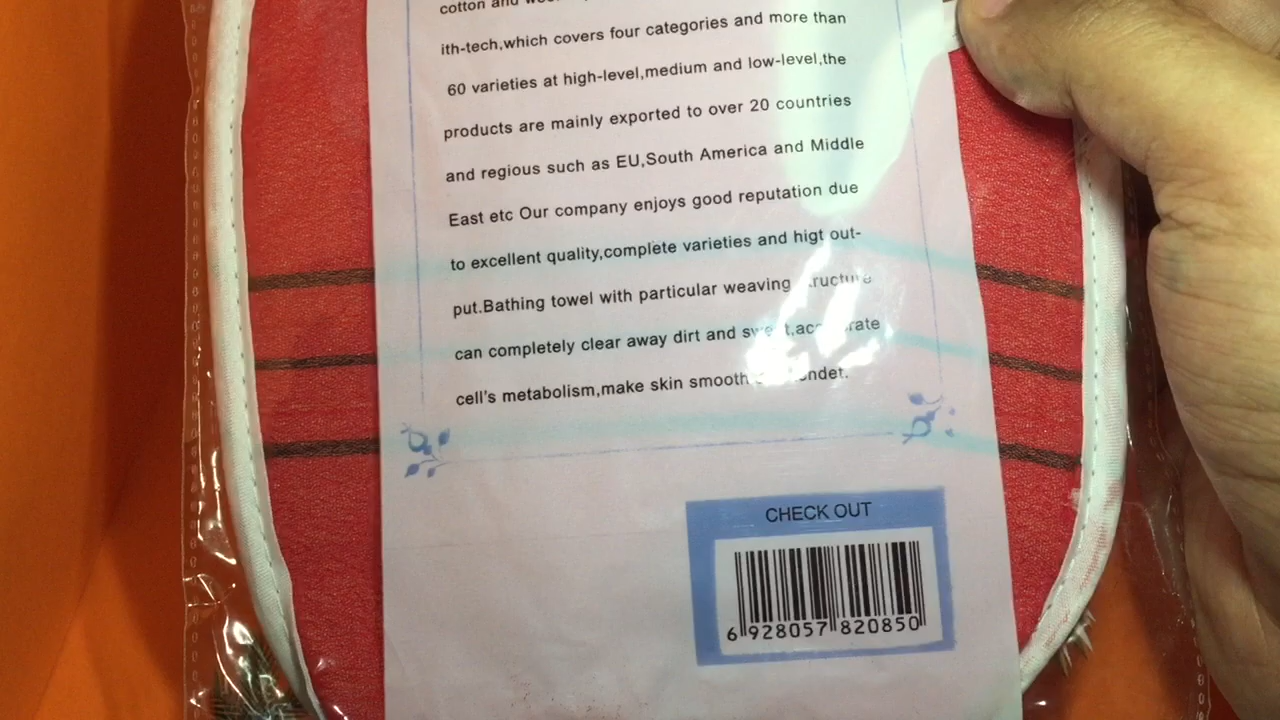 cotton and
ith-tech,which covers four categories and more than
60 varieties at high-level,medium and low-level,the
products are mainly exported to over 20 countries
and regious such as EU,South America and Middle
East etc Our company enjoys good reputation due
to excellent quality,complete varieties and higt out-
put.Bathing towel with particular weaving
can completely clear away dirt and
cell's metabolism,make skin smooth
CHECK OUT
6 928057 820850